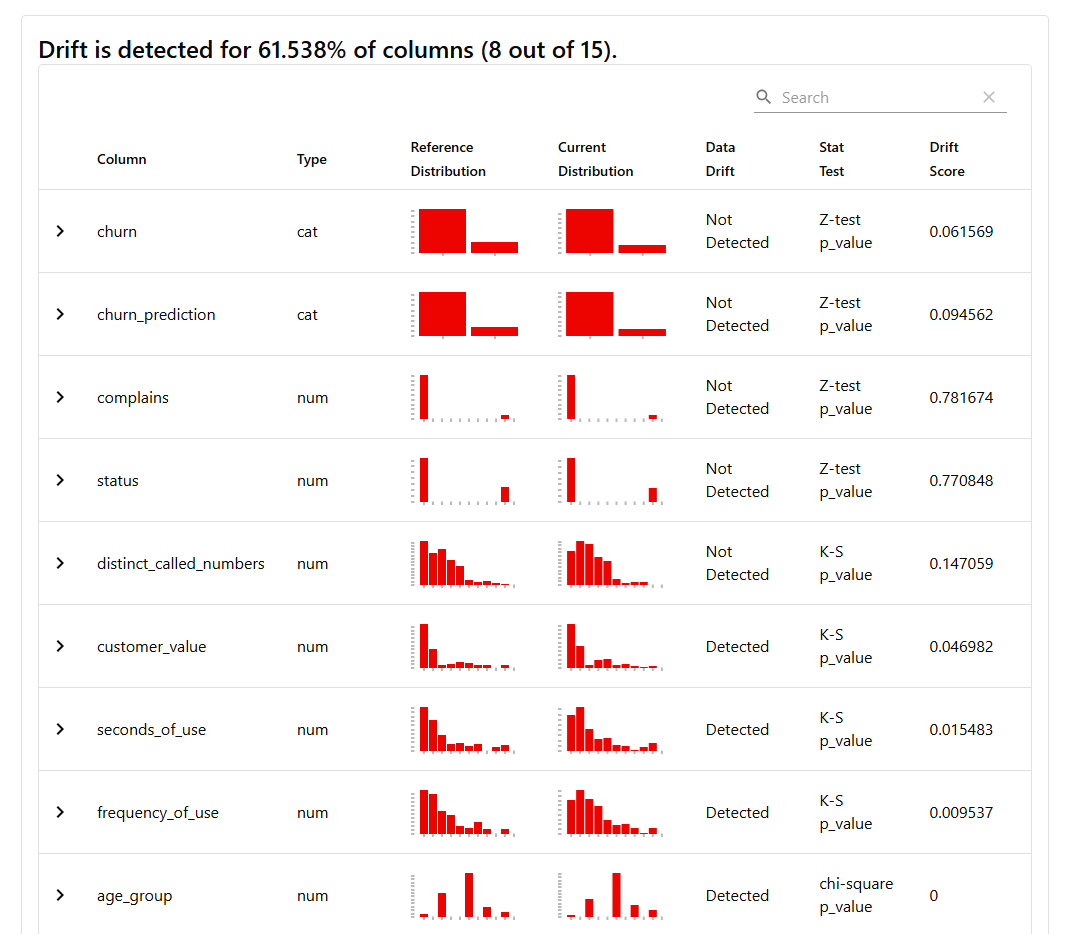 Drift is detected for 61.538% of columns (8 out of 15).
Search
Column Type Reference Distribution Current Distribution Data Drift Stat Test Drift Score
churn cat Not Detected Z-test p_value 0.061569
churn_prediction cat Not Detected Z-test p_value 0.094562
complains num Not Detected Z-test p_value 0.781674
status num Not Detected Z-test p_value 0.770848
distinct_called_numbers num Not Detected K-S p_value 0.147059
customer_value num Detected K-S p_value 0.046982
seconds_of_use num Detected K-S p_value 0.015483
frequency_of_use num Detected K-S p_value 0.009537
age_group num Detected chi-square p_value 0